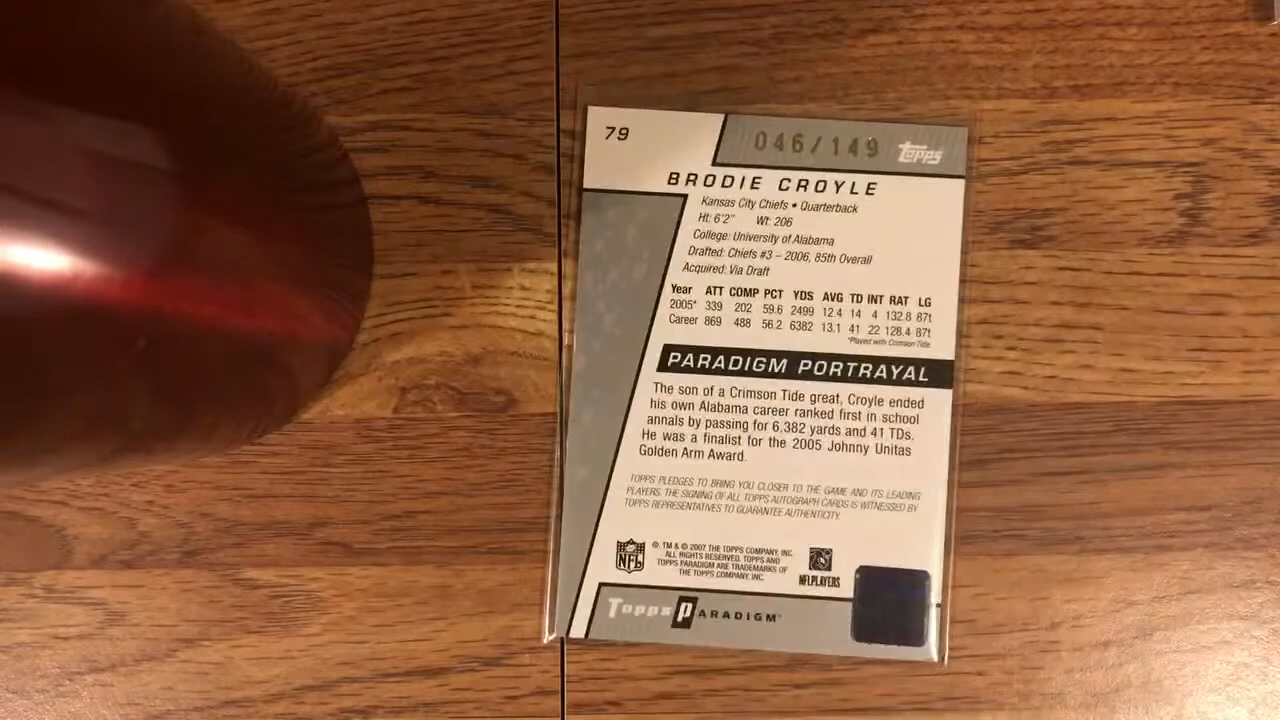 79
046/149
Topps
BRODIE CROYLE
Kansas City Chiefs • Quarterback
Ht: 6'2" Wt: 206
College: University of Alabama
Drafted: Chiefs #3 – 2006, 85th Overall
Acquired: Via Draft
Year ATT COMP PCT YDS AVG TD INT RAT LG
2005* 339 202 59.6 2499 12.4 14 4 132.8 87t
Career 869 488 56.2 6382 13.1 41 22 128.4 87t
*Played with Crimson Tide.
PARADIGM PORTRAYAL
The son of a Crimson Tide great, Croyle ended
his own Alabama career ranked first in school
annals by passing for 6,382 yards and 41 TDs.
He was a finalist for the 2005 Johnny Unitas
Golden Arm Award.
TOPPS PLEDGES TO BRING YOU CLOSER TO THE GAME AND ITS LEADING
PLAYERS. THE SIGNING OF ALL TOPPS AUTOGRAPH CARDS IS WITNESSED BY
TOPPS REPRESENTATIVES TO GUARANTEE AUTHENTICITY.
NFL
®, TM & © 2007 THE TOPPS COMPANY, INC.
ALL RIGHTS RESERVED. TOPPS AND
TOPPS PARADIGM ARE TRADEMARKS OF
THE TOPPS COMPANY, INC.
NFLPLAYERS
Topps PARADIGM™